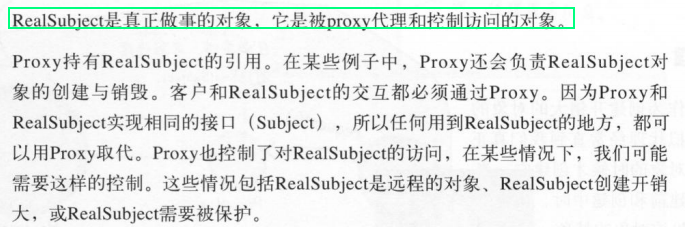 RealSubject是真正做事的对象，它是被proxy代理和控制访问的对象。
Proxy持有RealSubject的引用。在某些例子中，Proxy还会负责RealSubject对
象的创建与销毁。客户和RealSubject的交互都必须通过Proxy。因为Proxy和
RealSubject实现相同的接口（Subject），所以任何用到RealSubject的地方，都可
以用Proxy取代。Proxy也控制了对RealSubject的访问，在某些情况下，我们可能
需要这样的控制。这些情况包括RealSubject是远程的对象、RealSubject创建开销
大，或RealSubject需要被保护。